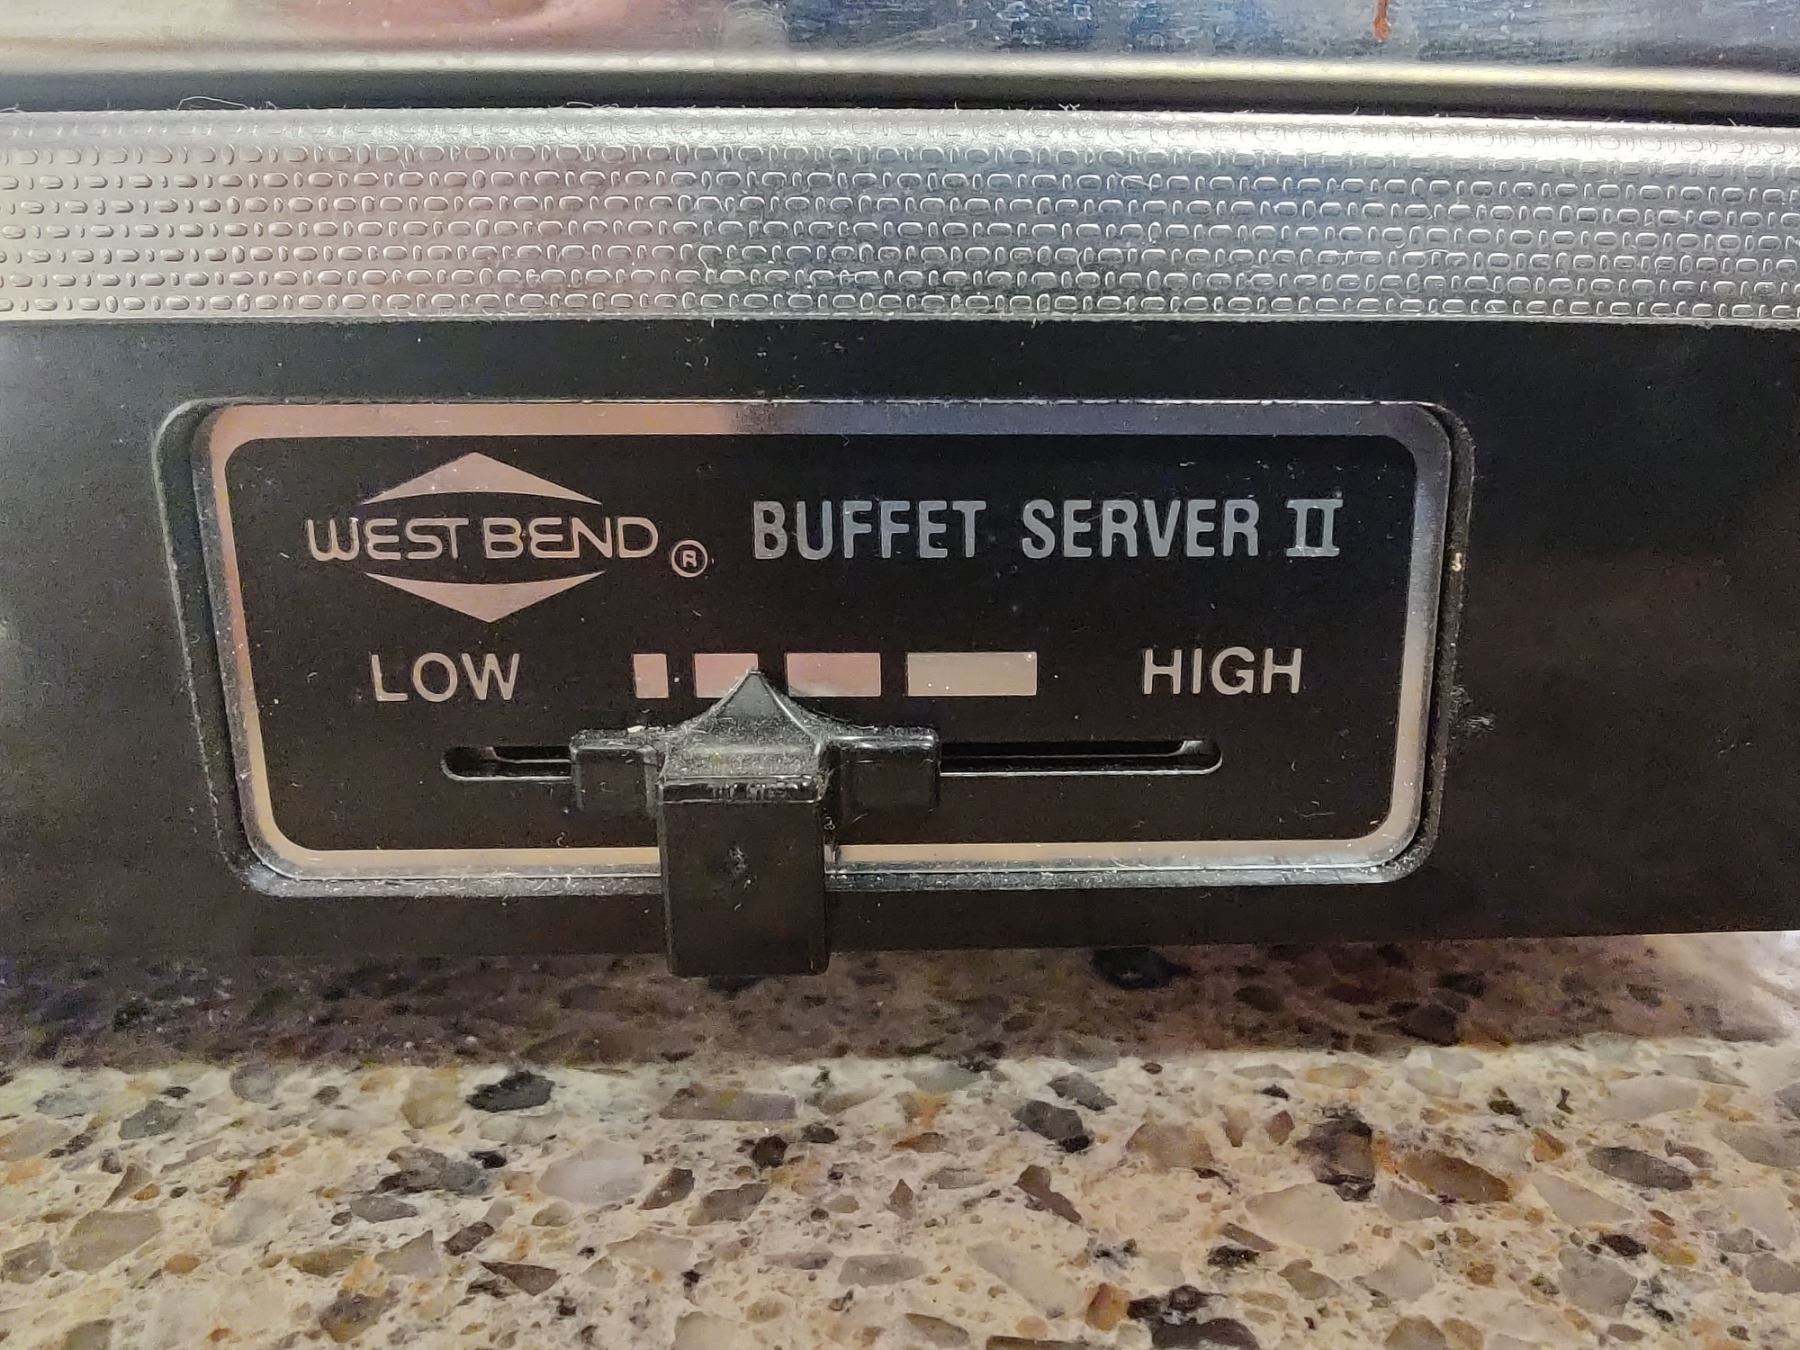 WEST BEND® BUFFET SERVER II
LOW HIGH